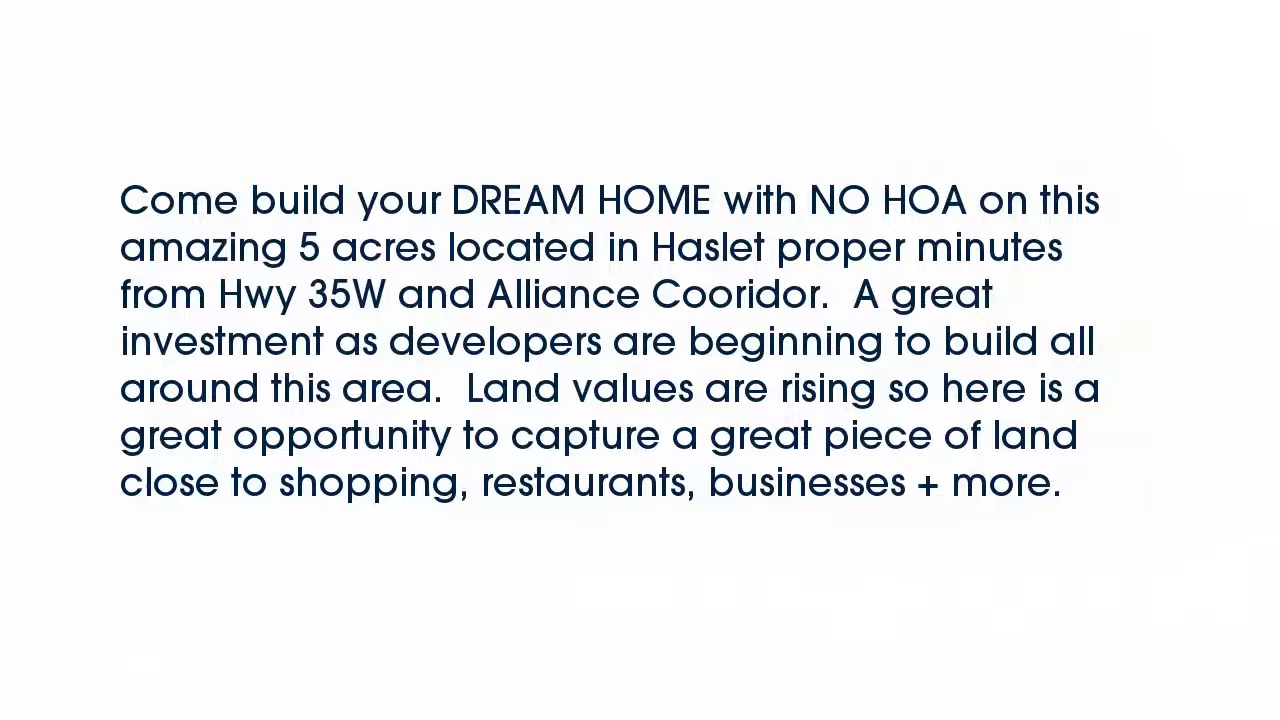 Come build your DREAM HOME with NO HOA on this
amazing 5 acres located in Haslet proper minutes
from Hwy 35W and Alliance Cooridor.  A great
investment as developers are beginning to build all
around this area.  Land values are rising so here is a
great opportunity to capture a great piece of land
close to shopping, restaurants, businesses + more.